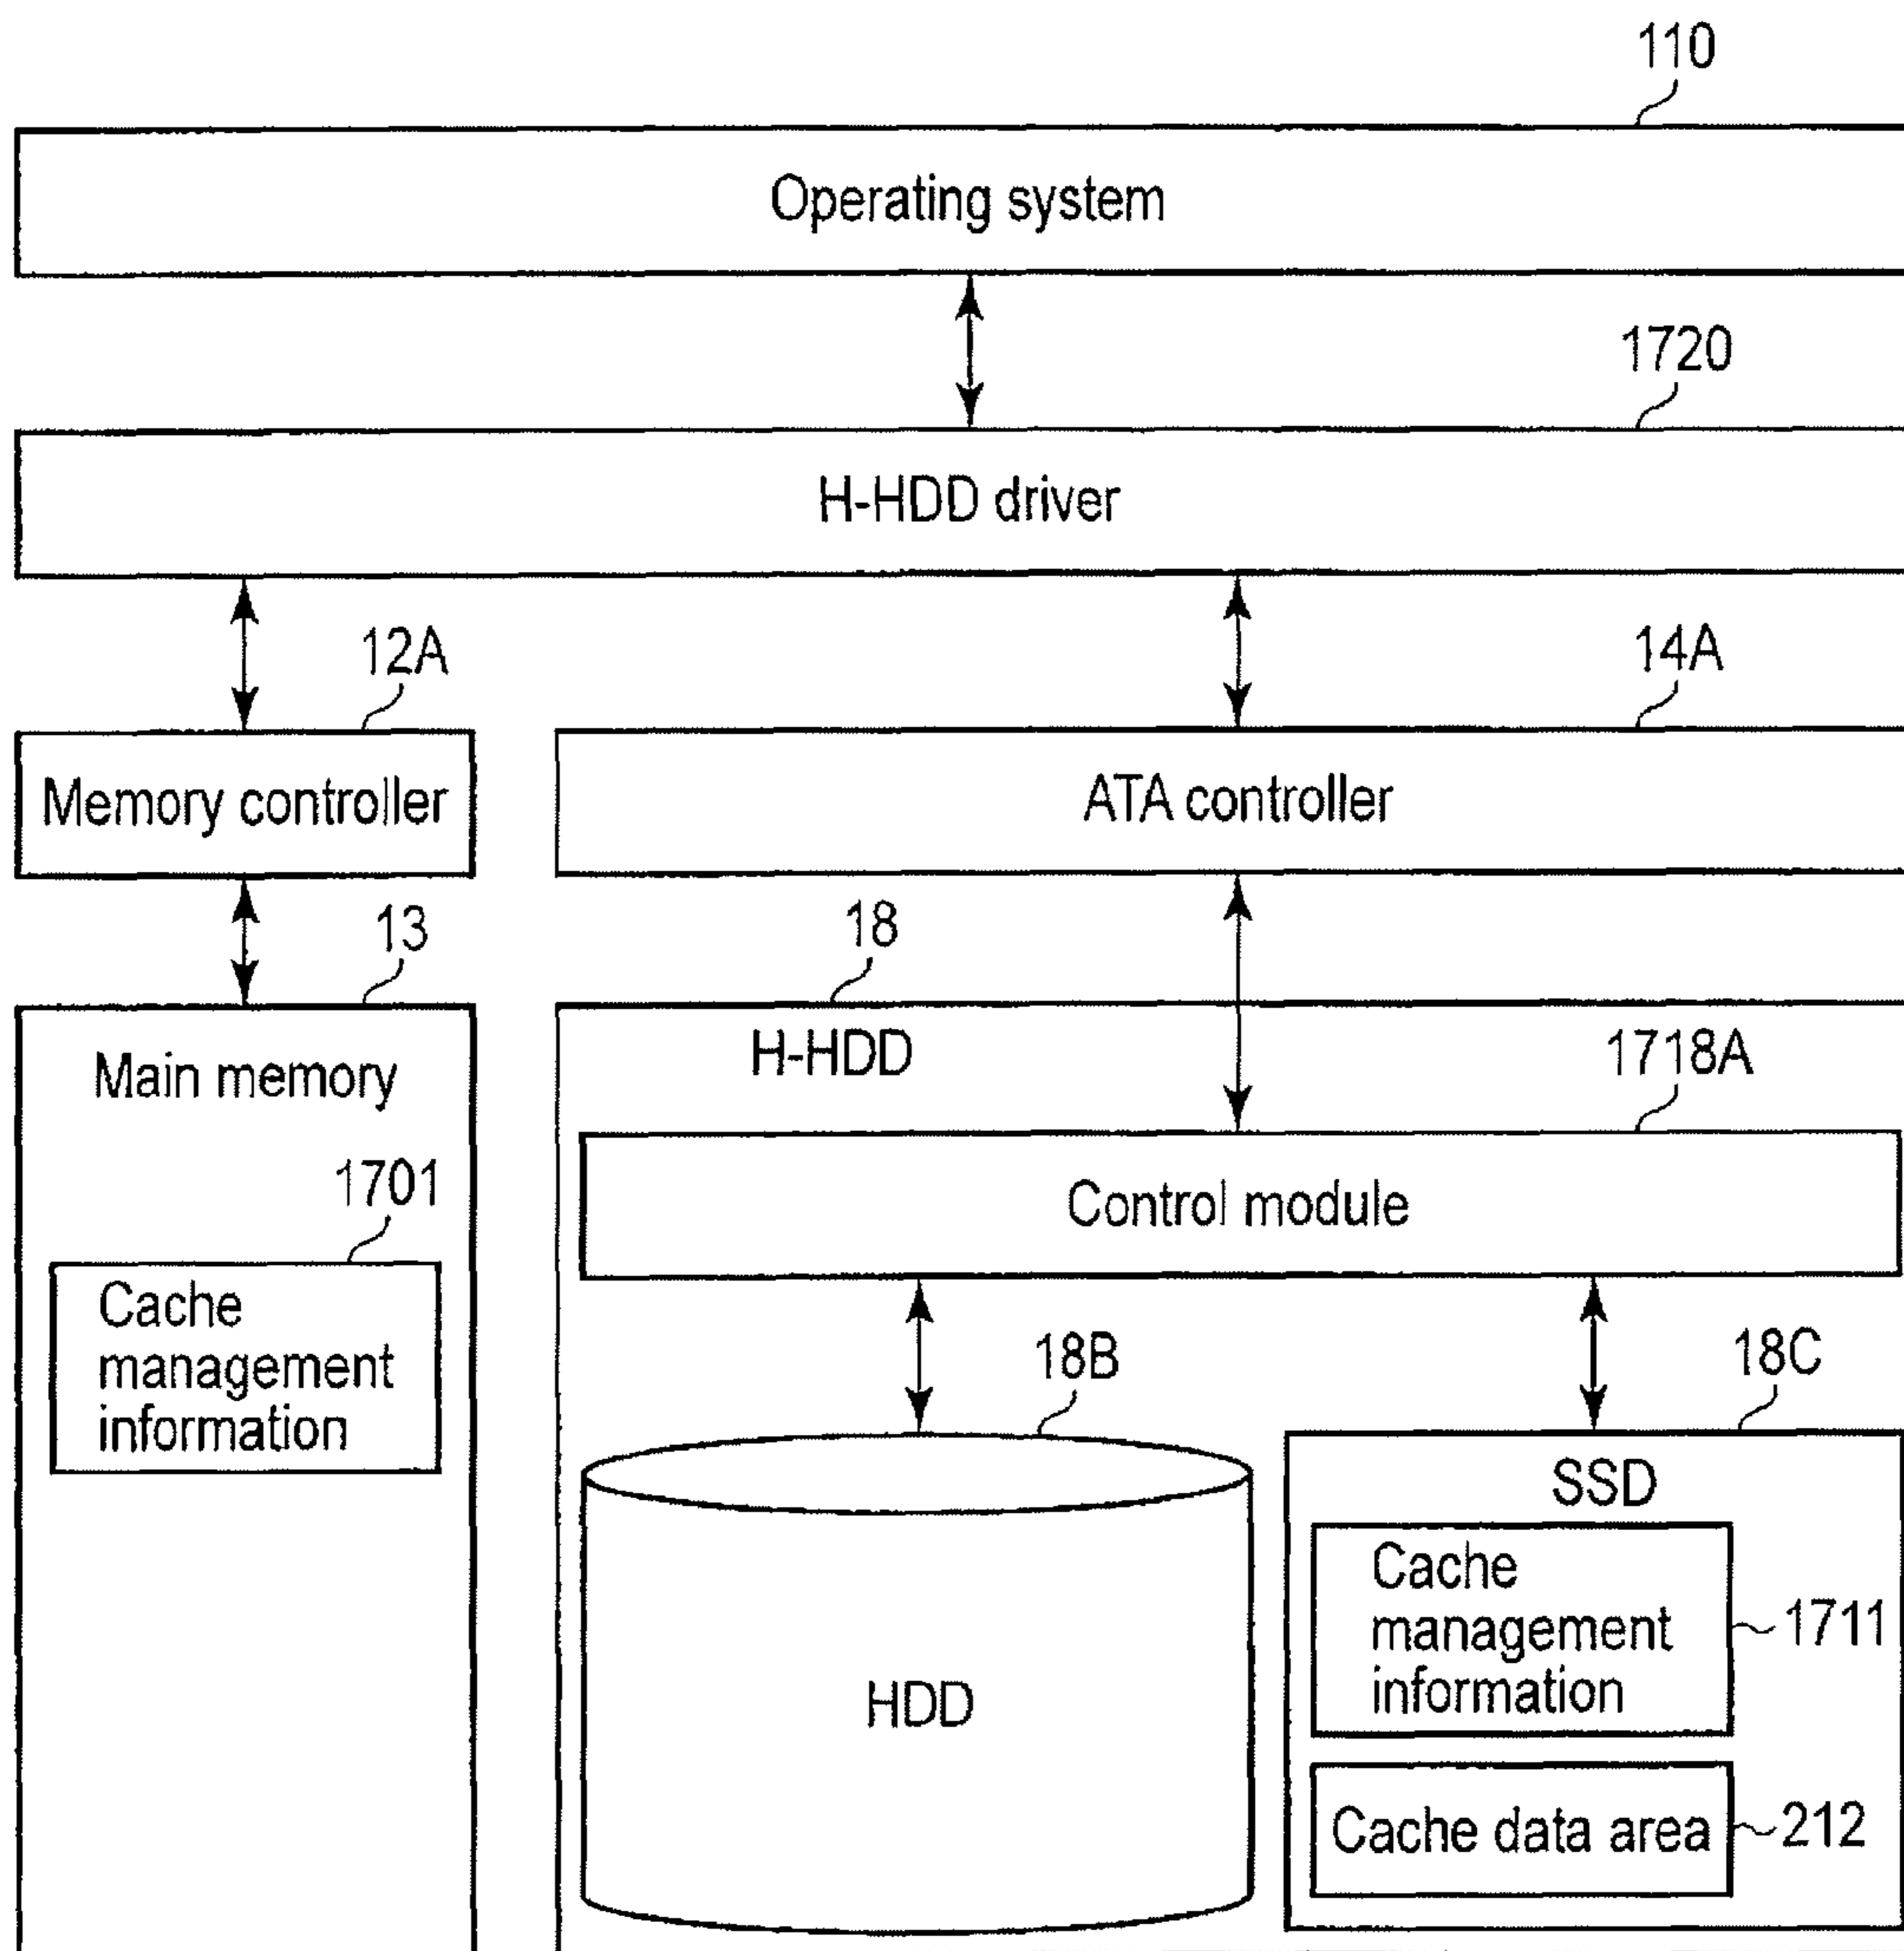 110
Operating system
1720
H-HDD driver
12A
14A
Memory controller
ATA controller
13
18
Main memory
H-HDD
1718A
1701
Control module
Cache
management
information
18B
18C
HDD
SSD
Cache
management
information
1711
Cache data area
212